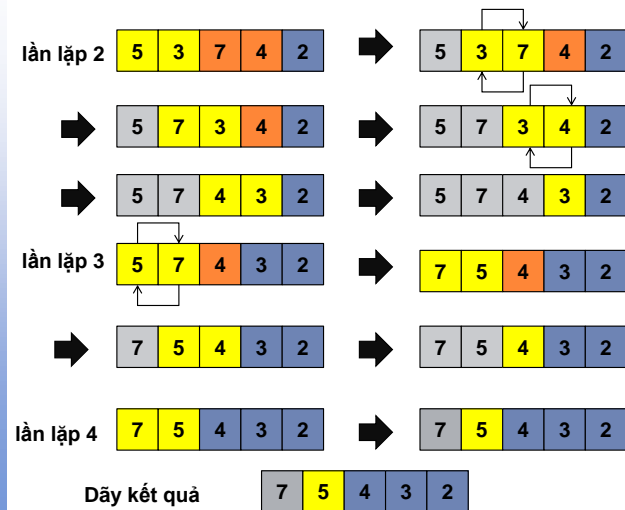 lần lặp 2 5 3 7 4 2 5 3 7 4 2
5 7 3 4 2 5 7 3 4 2
5 7 4 3 2 5 7 4 3 2
lần lặp 3 5 7 4 3 2 7 5 4 3 2
7 5 4 3 2 7 5 4 3 2
lần lặp 4 7 5 4 3 2 7 5 4 3 2
Dãy kết quả 7 5 4 3 2